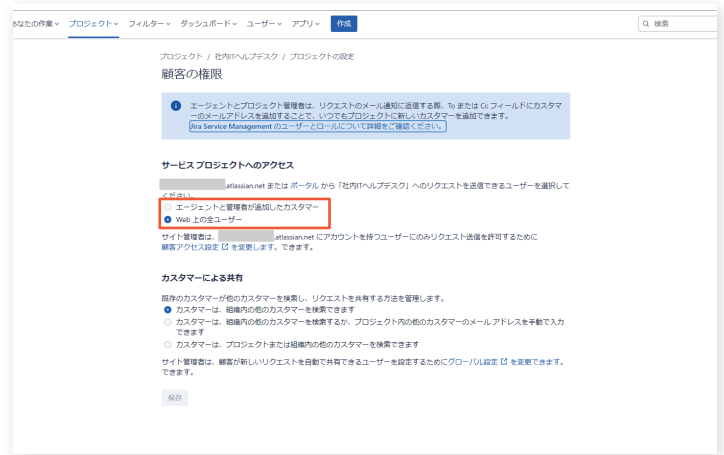 あなたの作業 プロジェクト フィルター ダッシュボード ユーザー アプリ 作成 検索
プロジェクト / 社内ITヘルプデスク / プロジェクトの設定
顧客の権限
エージェントとプロジェクト管理者は、リクエストのメール通知に返信する際、To または Cc フィールドにカスタマ
ーのメールアドレスを追加することで、いつでもプロジェクトに新しいカスタマーを追加できます。
Jira Service Management のユーザーとロールについて詳細をご確認ください。
サービス プロジェクトへのアクセス
.atlassian.net または ポータル から「社内ITヘルプデスク」へのリクエストを送信できるユーザーを選択して
ください。
エージェントと管理者が追加したカスタマー
Web 上の全ユーザー
サイト管理者は、 .atlassian.net にアカウントを持つユーザーにのみリクエスト送信を許可するために
顧客アクセス設定 を変更します。できます。
カスタマーによる共有
既存のカスタマーが他のカスタマーを検索し、リクエストを共有する方法を管理します。
カスタマーは、組織内の他のカスタマーを検索できます
カスタマーは、組織内の他のカスタマーを検索するか、プロジェクト内の他のカスタマーのメール アドレスを手動で入力
できます
カスタマーは、プロジェクトまたは組織内の他のカスタマーを検索できます
サイト管理者は、顧客が新しいリクエストを自動で共有できるユーザーを設定するためにグローバル設定 を変更できます。
できます。
保存